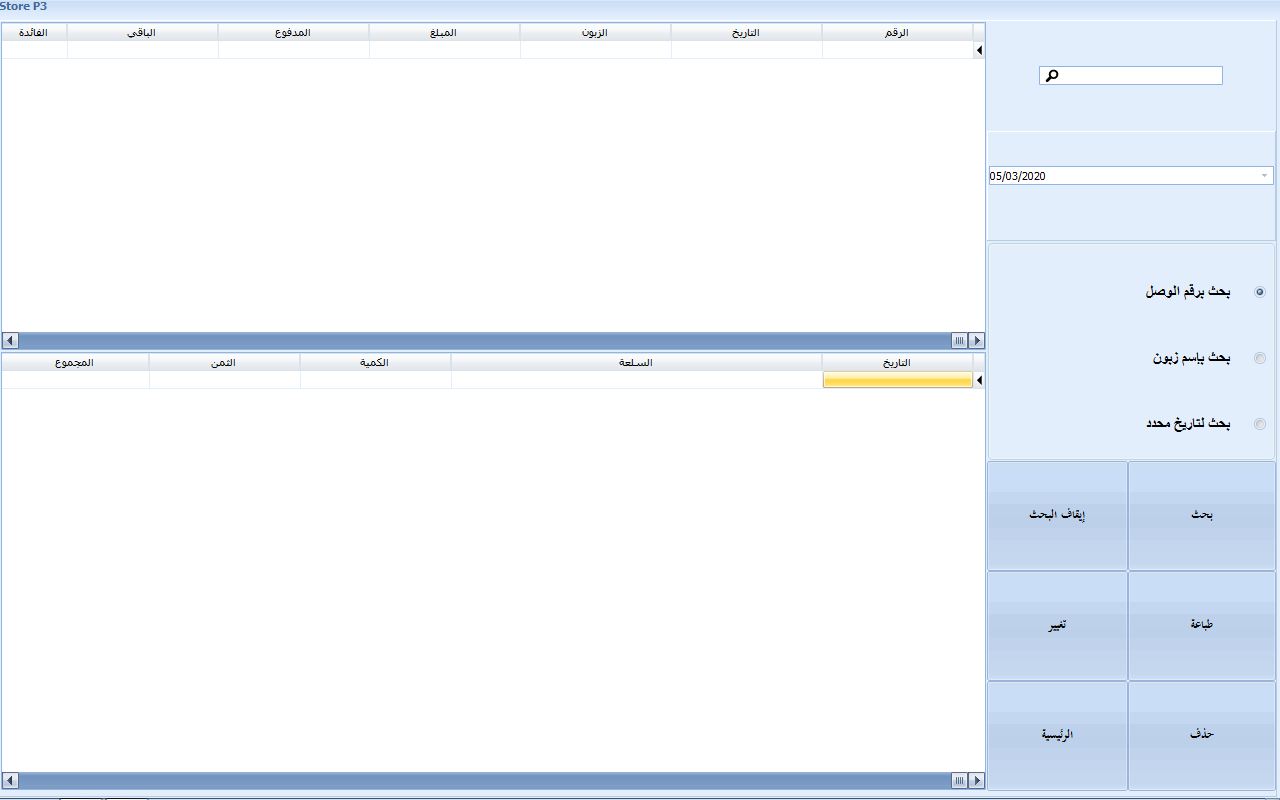 Store P3
الرقم التاريخ الزبون المبلغ المدفوع الباقي الفائدة
05/03/2020
بحث برقم الوصل
بحث بإسم زبون
بحث لتاريخ محدد
التاريخ السلعة الكمية الثمن المجموع
بحث إيقاف البحث
طباعة تغيير
حذف الرئيسية